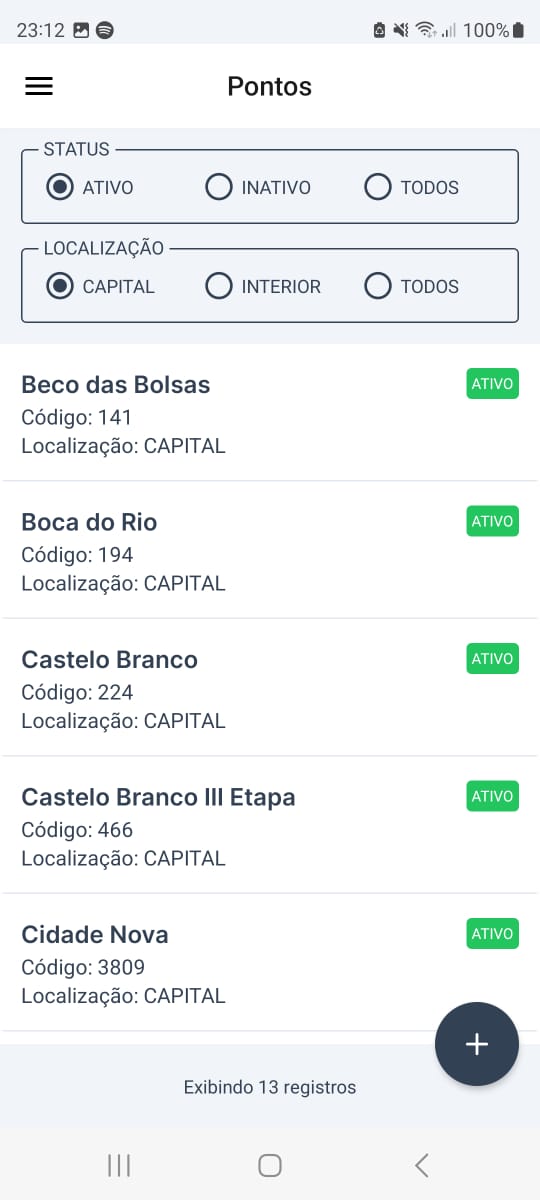 23:12 100%
Pontos
STATUS
ATIVO INATIVO TODOS
LOCALIZAÇÃO
CAPITAL INTERIOR TODOS
Beco das Bolsas ATIVO
Código: 141
Localização: CAPITAL
Boca do Rio ATIVO
Código: 194
Localização: CAPITAL
Castelo Branco ATIVO
Código: 224
Localização: CAPITAL
Castelo Branco III Etapa ATIVO
Código: 466
Localização: CAPITAL
Cidade Nova ATIVO
Código: 3809
Localização: CAPITAL
+
Exibindo 13 registros